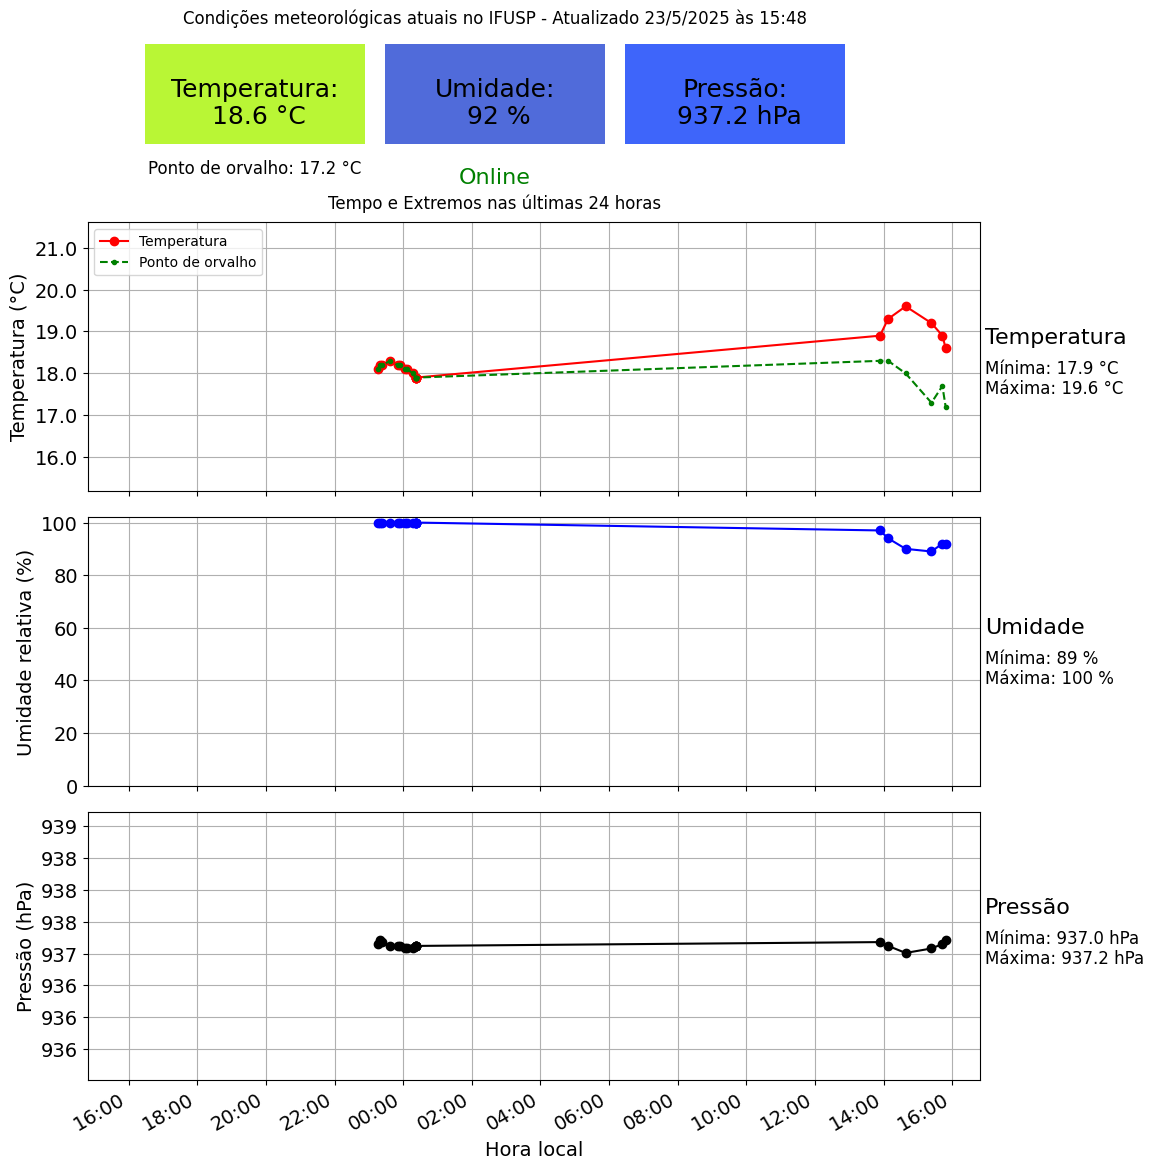 Condições meteorológicas atuais no IFUSP - Atualizado 23/5/2025 às 15:48
Temperatura:
18.6 °C
Umidade:
92 %
Pressão:
937.2 hPa
Ponto de orvalho: 17.2 °C
Online
Tempo e Extremos nas últimas 24 horas
Temperatura
Ponto de orvalho
Temperatura (°C)
21.0
20.0
19.0
18.0
17.0
16.0
Temperatura
Mínima: 17.9 °C
Máxima: 19.6 °C
Umidade relativa (%)
100
80
60
40
20
0
Umidade
Mínima: 89 %
Máxima: 100 %
Pressão (hPa)
939
938
938
938
937
936
936
936
Pressão
Mínima: 937.0 hPa
Máxima: 937.2 hPa
16:00 18:00 20:00 22:00 00:00 02:00 04:00 06:00 08:00 10:00 12:00 14:00 16:00
Hora local